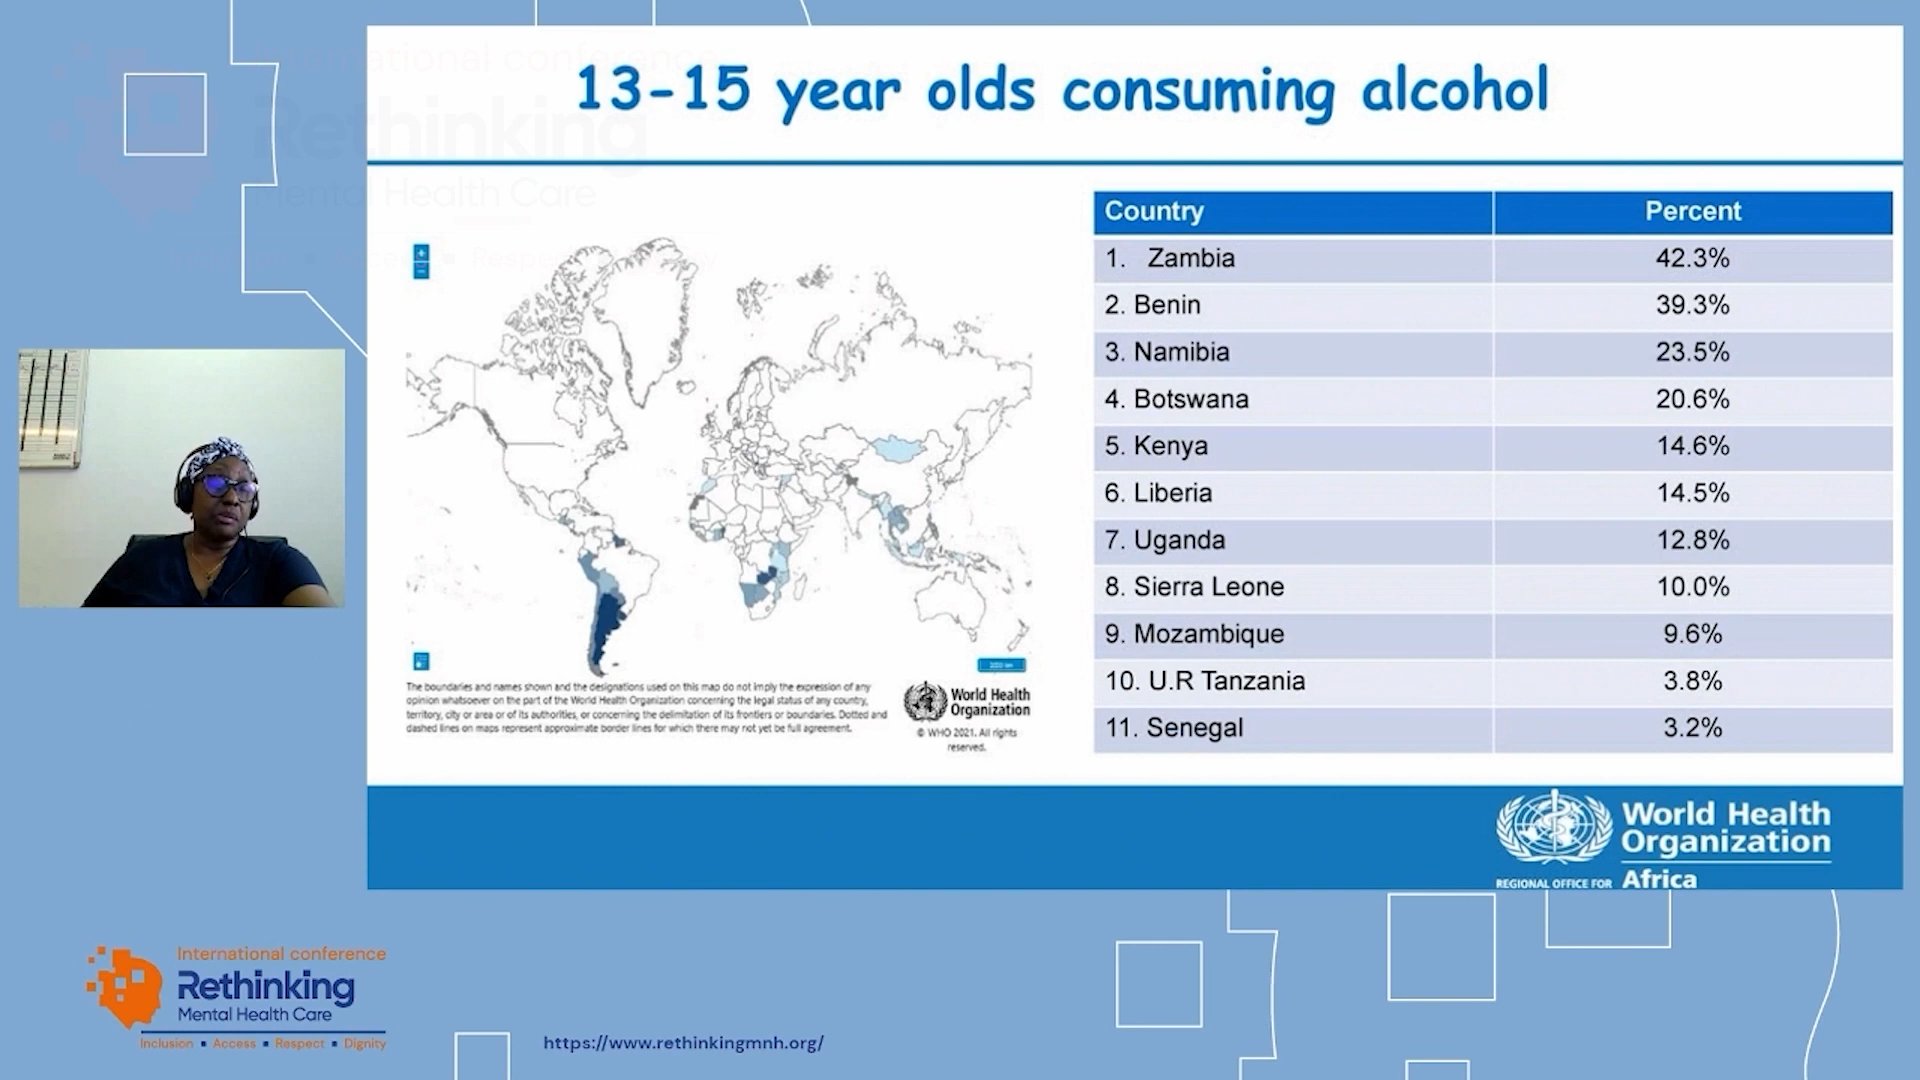 13-15 year olds consuming alcohol
Country Percent
1. Zambia 42.3%
2. Benin 39.3%
3. Namibia 23.5%
4. Botswana 20.6%
5. Kenya 14.6%
6. Liberia 14.5%
7. Uganda 12.8%
8. Sierra Leone 10.0%
9. Mozambique 9.6%
10. U.R Tanzania 3.8%
11. Senegal 3.2%
The boundaries and names shown and the designations used on this map do not imply the expression of any
opinion whatsoever on the part of the World Health Organization concerning the legal status of any country,
territory, city or area or of its authorities, or concerning the delimitation of its frontiers or boundaries. Dotted and
dashed lines on maps represent approximate border lines for which there may not yet be full agreement.
World Health
Organization
© WHO 2021. All rights
reserved.
World Health
Organization
REGIONAL OFFICE FOR Africa
International conference
Rethinking
Mental Health Care
Inclusion ▪ Access ▪ Respect ▪ Dignity
https://www.rethinkingmnh.org/
Rethinking
Mental Health Care